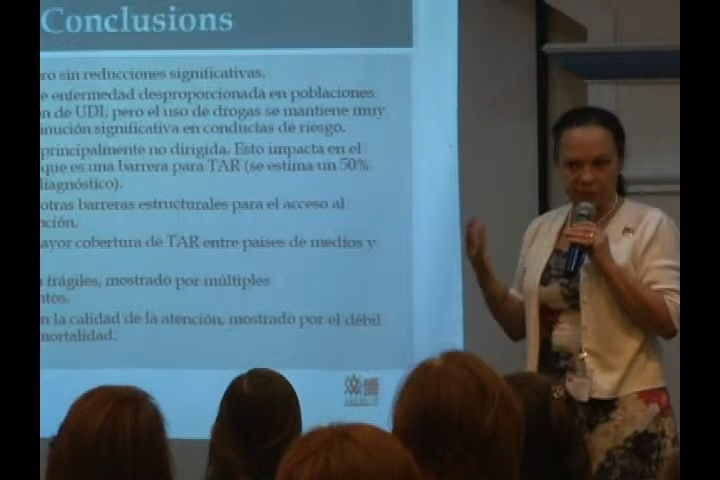 Conclusions
ro sin reducciones significativas.
e enfermedad desproporcionada en poblaciones
n de UDI, pero el uso de drogas se mantiene muy
inución significativa en conductas de riesgo.
principalmente no dirigida. Esto impacta en el
que es una barrera para TAR (se estima un 50%
diagnóstico).
otras barreras estructurales para el acceso al
ción.
ayor cobertura de TAR entre países de medios y
frágiles, mostrado por múltiples
tos.
n la calidad de la atención, mostrado por el débil
mortalidad.